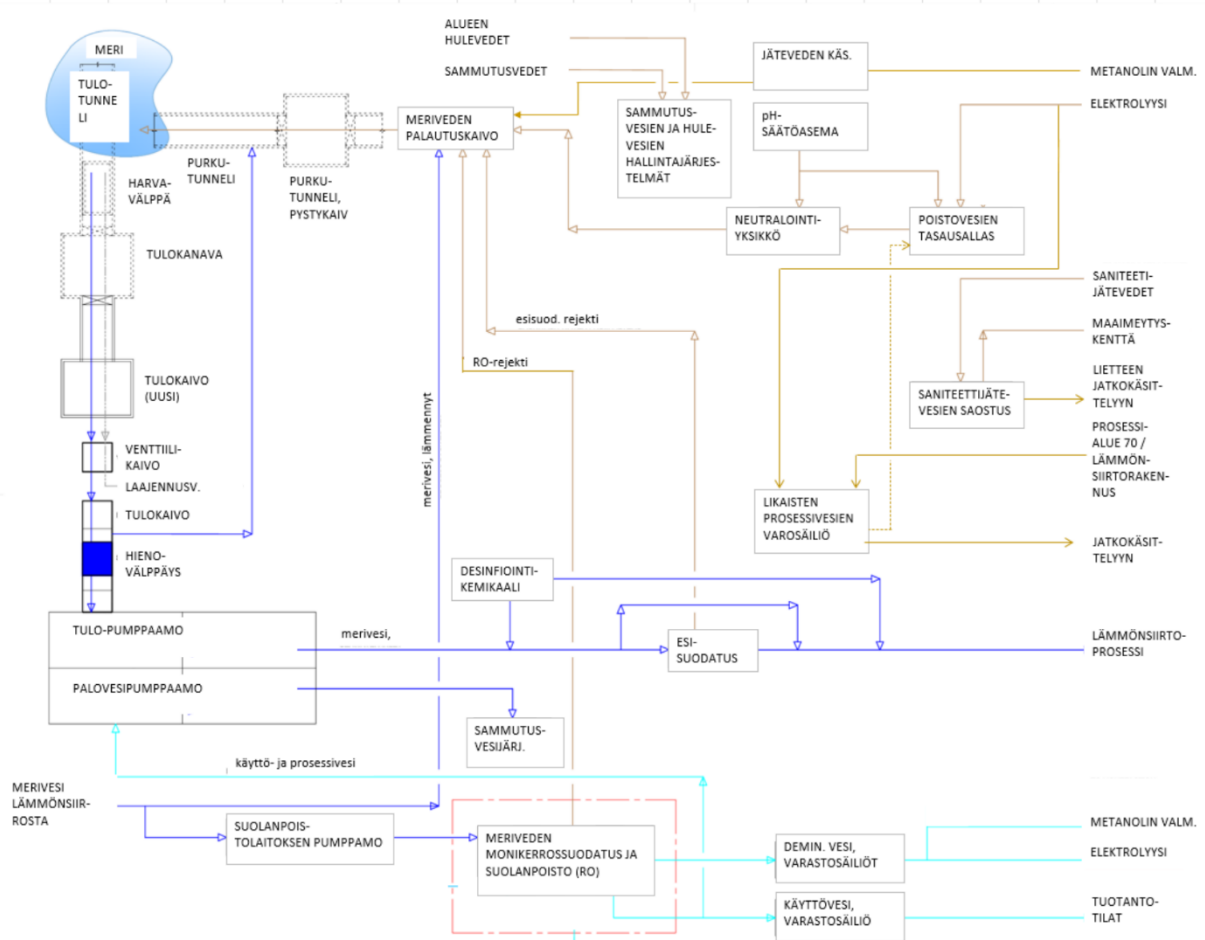 ALUEEN
HULEVEDET
SAMMUTUSVEDET
MERI
TULO-
TUNNE
LI
HARVA-
VÄLPPÄ
PURKU-
TUNNELI
PURKU-
TUNNELI,
PYSTYKAIV
MERIVEDEN
PALAUTUSKAIVO
SAMMUTUS-
VESIEN JA HULE-
VESIEN
HALLINTAJÄRJES-
TELMÄT
JÄTEVEDEN KÄS.
pH-
SÄÄTÖASEMA
METANOLIN VALM.
ELEKTROLYYSI
NEUTRALOINTI-
YKSIKKÖ
POISTOVESIEN
TASAUSALLAS
TULOKANAVA
SANITEETI-
JÄTEVEDET
MAAIMEYTYS-
KENTTÄ
LIETTEEN
JATKOKÄSIT-
TELYYN
SANITEETTIJÄTE-
VESIEN SAOSTUS
esisuod. rejekti
RO-rejekti
merivesi, lämmennyt
TULOKAIVO
(UUSI)
VENTTIILI-
KAIVO
LAAJENNUSV.
TULOKAIVO
HIENO-
VÄLPPÄYS
PROSESSI-
ALUE 70 /
LÄMMÖN-
SIIRTORAKEN-
NUS
LIKAISTEN
PROSESSIVESIEN
VAROSÄILIÖ
JATKOKÄSIT-
TELYYN
DESINFIOINTI-
KEMIKAALI
TULO-PUMPPAAMO
merivesi,
ESI-
SUODATUS
LÄMMÖNSIIRTO-
PROSESSI
PALOVESIPUMPPAAMO
SAMMUTUS-
VESIJÄRJ.
käyttö- ja prosessivesi
MERIVESI
LÄMMÖNSIIR-
ROSTA
SUOLANPOIS-
TOLAITOKSEN PUMPPAMO
MERIVEDEN
MONIKERROSSUODATUS JA
SUOLANPOISTO (RO)
DEMIN. VESI,
VARASTOSÄILIÖT
METANOLIN VALM.
ELEKTROLYYSI
KÄYTTÖVESI,
VARASTOSÄILIÖ
TUOTANTO-
TILAT